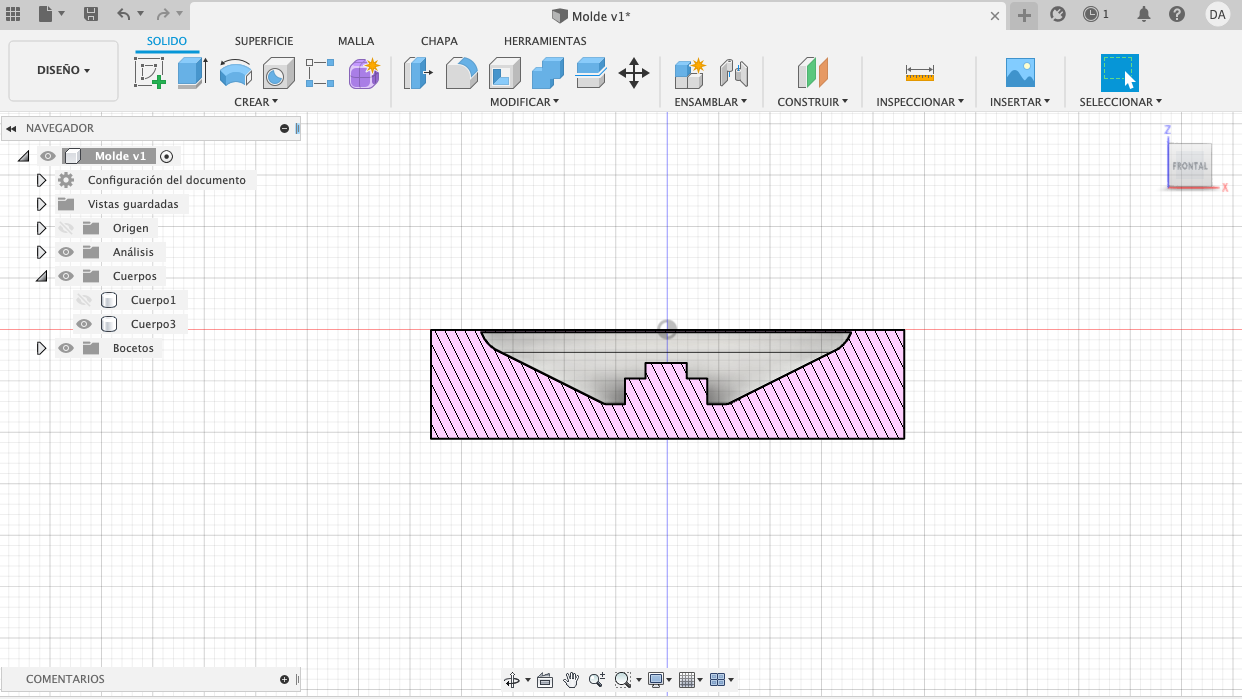 Molde v1*
1
DA
DISEÑO
SOLIDO SUPERFICIE MALLA CHAPA HERRAMIENTAS
CREAR MODIFICAR ENSAMBLAR CONSTRUIR INSPECCIONAR INSERTAR SELECCIONAR
NAVEGADOR
Molde v1
Configuración del documento
Vistas guardadas
Origen
Análisis
Cuerpos
Cuerpo1
Cuerpo3
Bocetos
Z
FRONTAL
X
COMENTARIOS